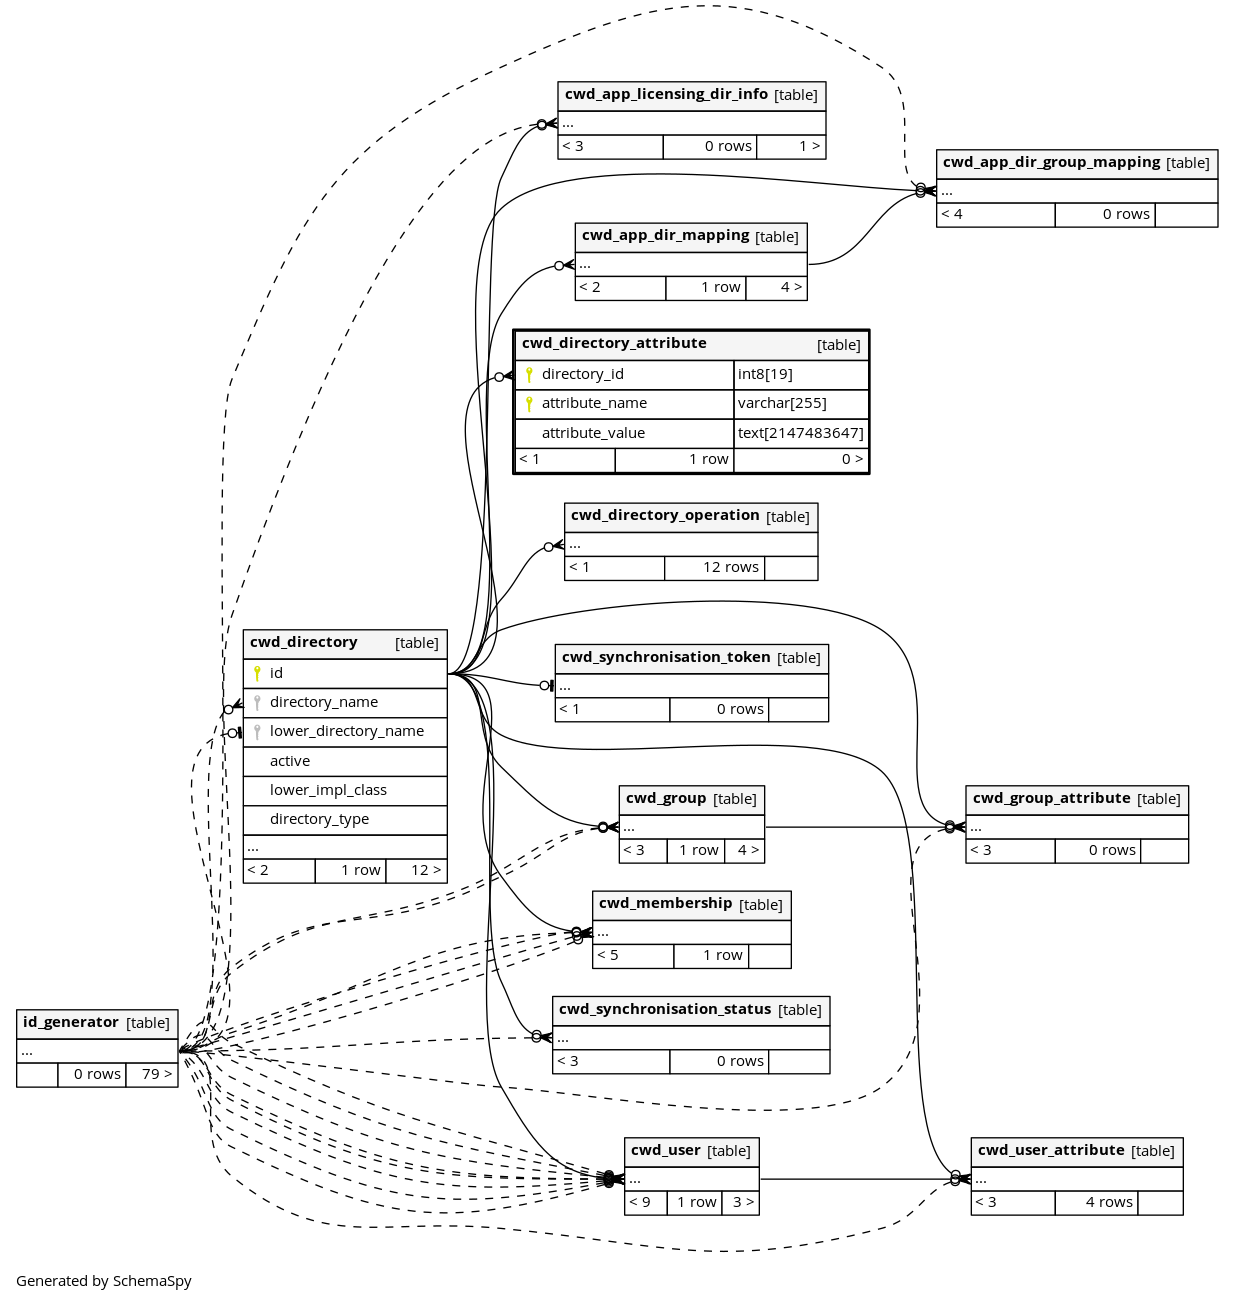 cwd_app_licensing_dir_info [table]
...
< 3 0 rows 1 >
cwd_app_dir_group_mapping [table]
...
< 4 0 rows
cwd_app_dir_mapping [table]
...
< 2 1 row 4 >
cwd_directory_attribute [table]
directory_id int8[19]
attribute_name varchar[255]
attribute_value text[2147483647]
< 1 1 row 0 >
cwd_directory_operation [table]
...
< 1 12 rows
cwd_directory [table]
id
directory_name
lower_directory_name
active
lower_impl_class
directory_type
...
< 2 1 row 12 >
cwd_synchronisation_token [table]
...
< 1 0 rows
cwd_group [table]
...
< 3 1 row 4 >
cwd_group_attribute [table]
...
< 3 0 rows
cwd_membership [table]
...
< 5 1 row
cwd_synchronisation_status [table]
...
< 3 0 rows
id_generator [table]
...
0 rows 79 >
cwd_user [table]
...
< 9 1 row 3 >
cwd_user_attribute [table]
...
< 3 4 rows
Generated by SchemaSpy